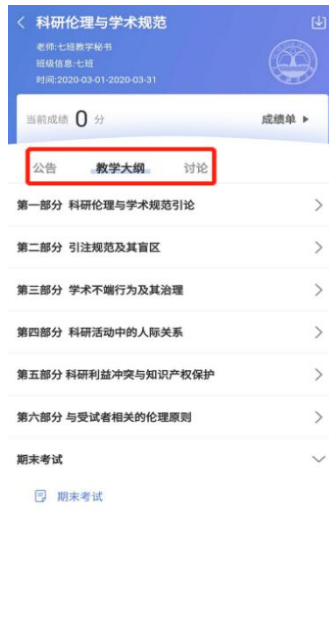 科研伦理与学术规范
老师:七班教学秘书
班级信息:七班
时间:2020-03-01-2020-03-31
当前成绩 0 分 成绩单
公告 教学大纲 讨论
第一部分 科研伦理与学术规范引论
第二部分 引注规范及其盲区
第三部分 学术不端行为及其治理
第四部分 科研活动中的人际关系
第五部分 科研利益冲突与知识产权保护
第六部分 与受试者相关的伦理原则
期末考试
期末考试